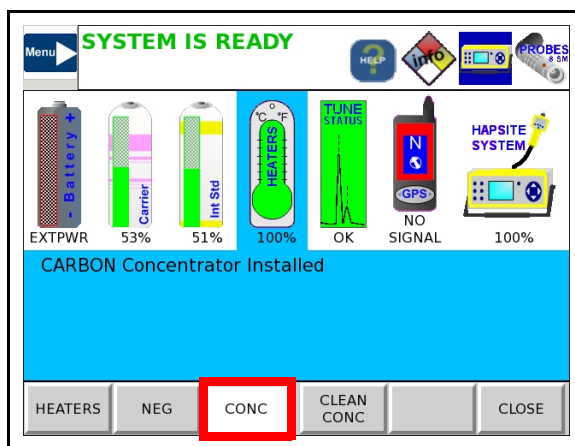 Menu
SYSTEM IS READY
HELP
info
PROBES
8 SM
- Battery +
Carrier
Int Std
°C °F
HEATERS
TUNE
STATUS
N
GPS
HAPSITE
SYSTEM
EXTPWR
53%
51%
100%
OK
NO
SIGNAL
100%
CARBON Concentrator Installed
HEATERS
NEG
CONC
CLEAN
CONC
CLOSE